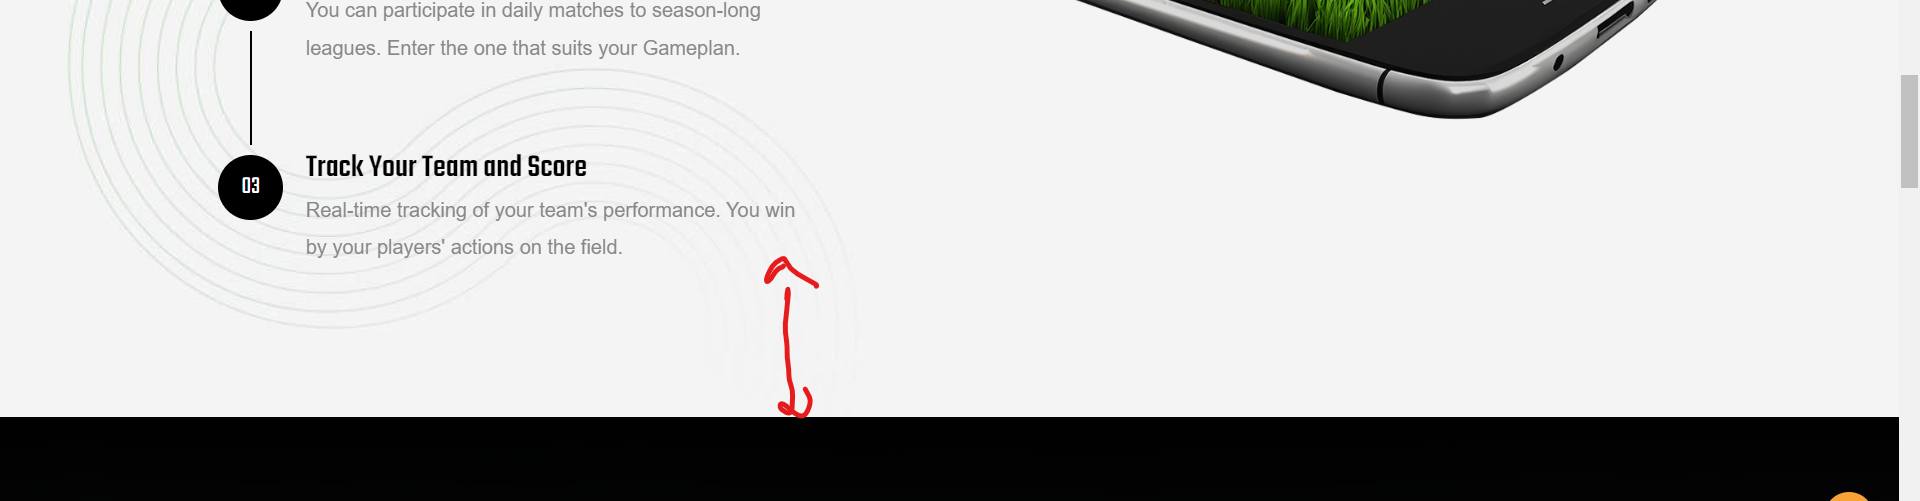 You can participate in daily matches to season-long
leagues. Enter the one that suits your Gameplan.
03
Track Your Team and Score
Real-time tracking of your team's performance. You win
by your players' actions on the field.